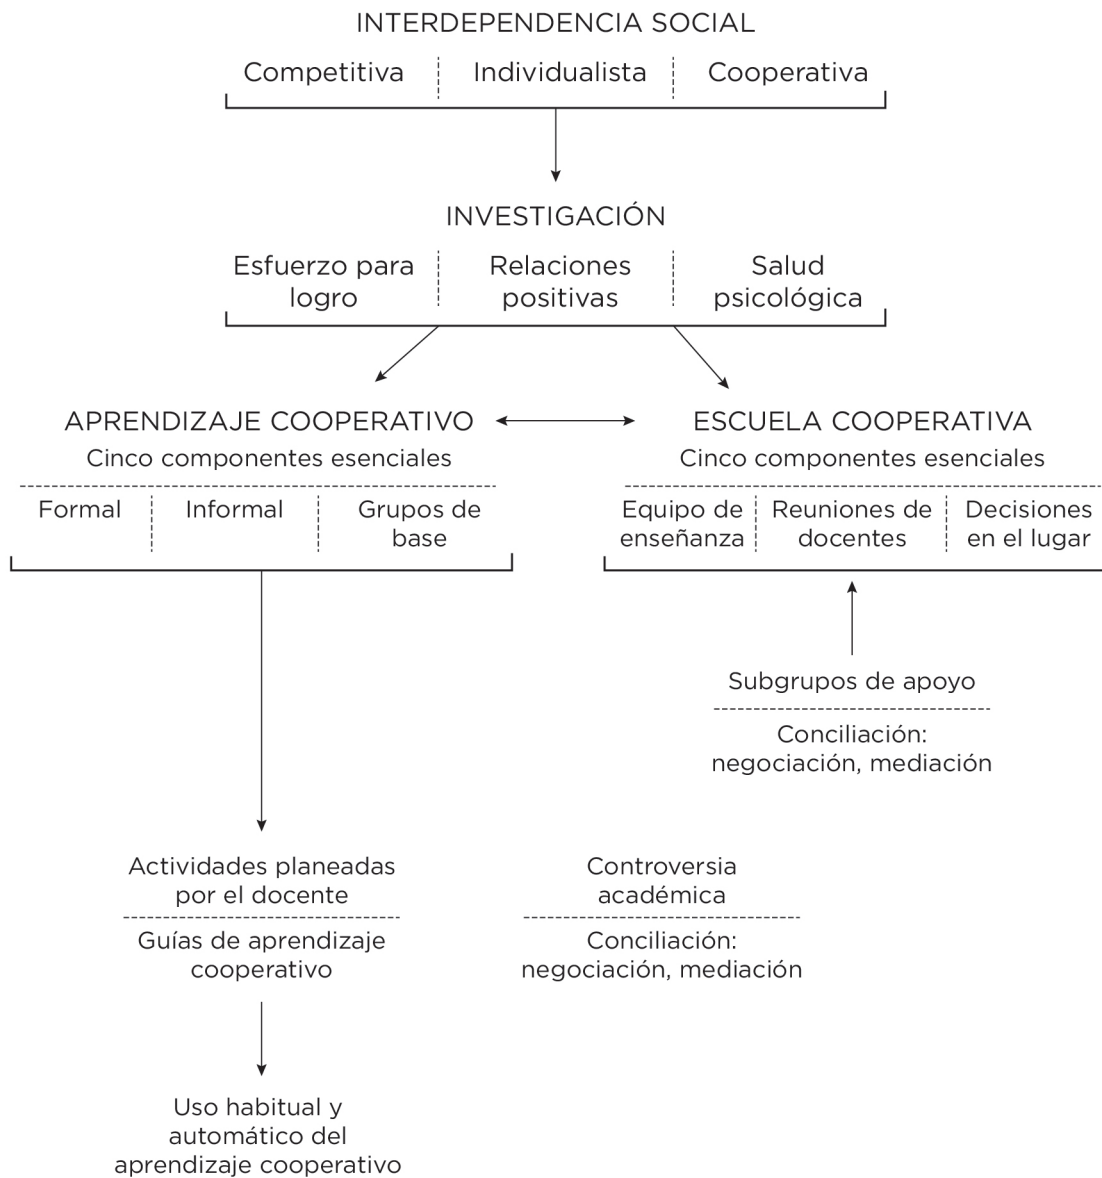 INTERDEPENDENCIA SOCIAL
Competitiva
Individualista
Cooperativa
INVESTIGACIÓN
Esfuerzo para
logro
Relaciones
positivas
Salud
psicológica
APRENDIZAJE COOPERATIVO
Cinco componentes esenciales
Formal
Informal
Grupos de
base
ESCUELA COOPERATIVA
Cinco componentes esenciales
Equipo de
enseñanza
Reuniones de
docentes
Decisiones
en el lugar
Subgrupos de apoyo
Conciliación:
negociación, mediación
Actividades planeadas
por el docente
Guías de aprendizaje
cooperativo
Controversia
académica
Conciliación:
negociación, mediación
Uso habitual y
automático del
aprendizaje cooperativo